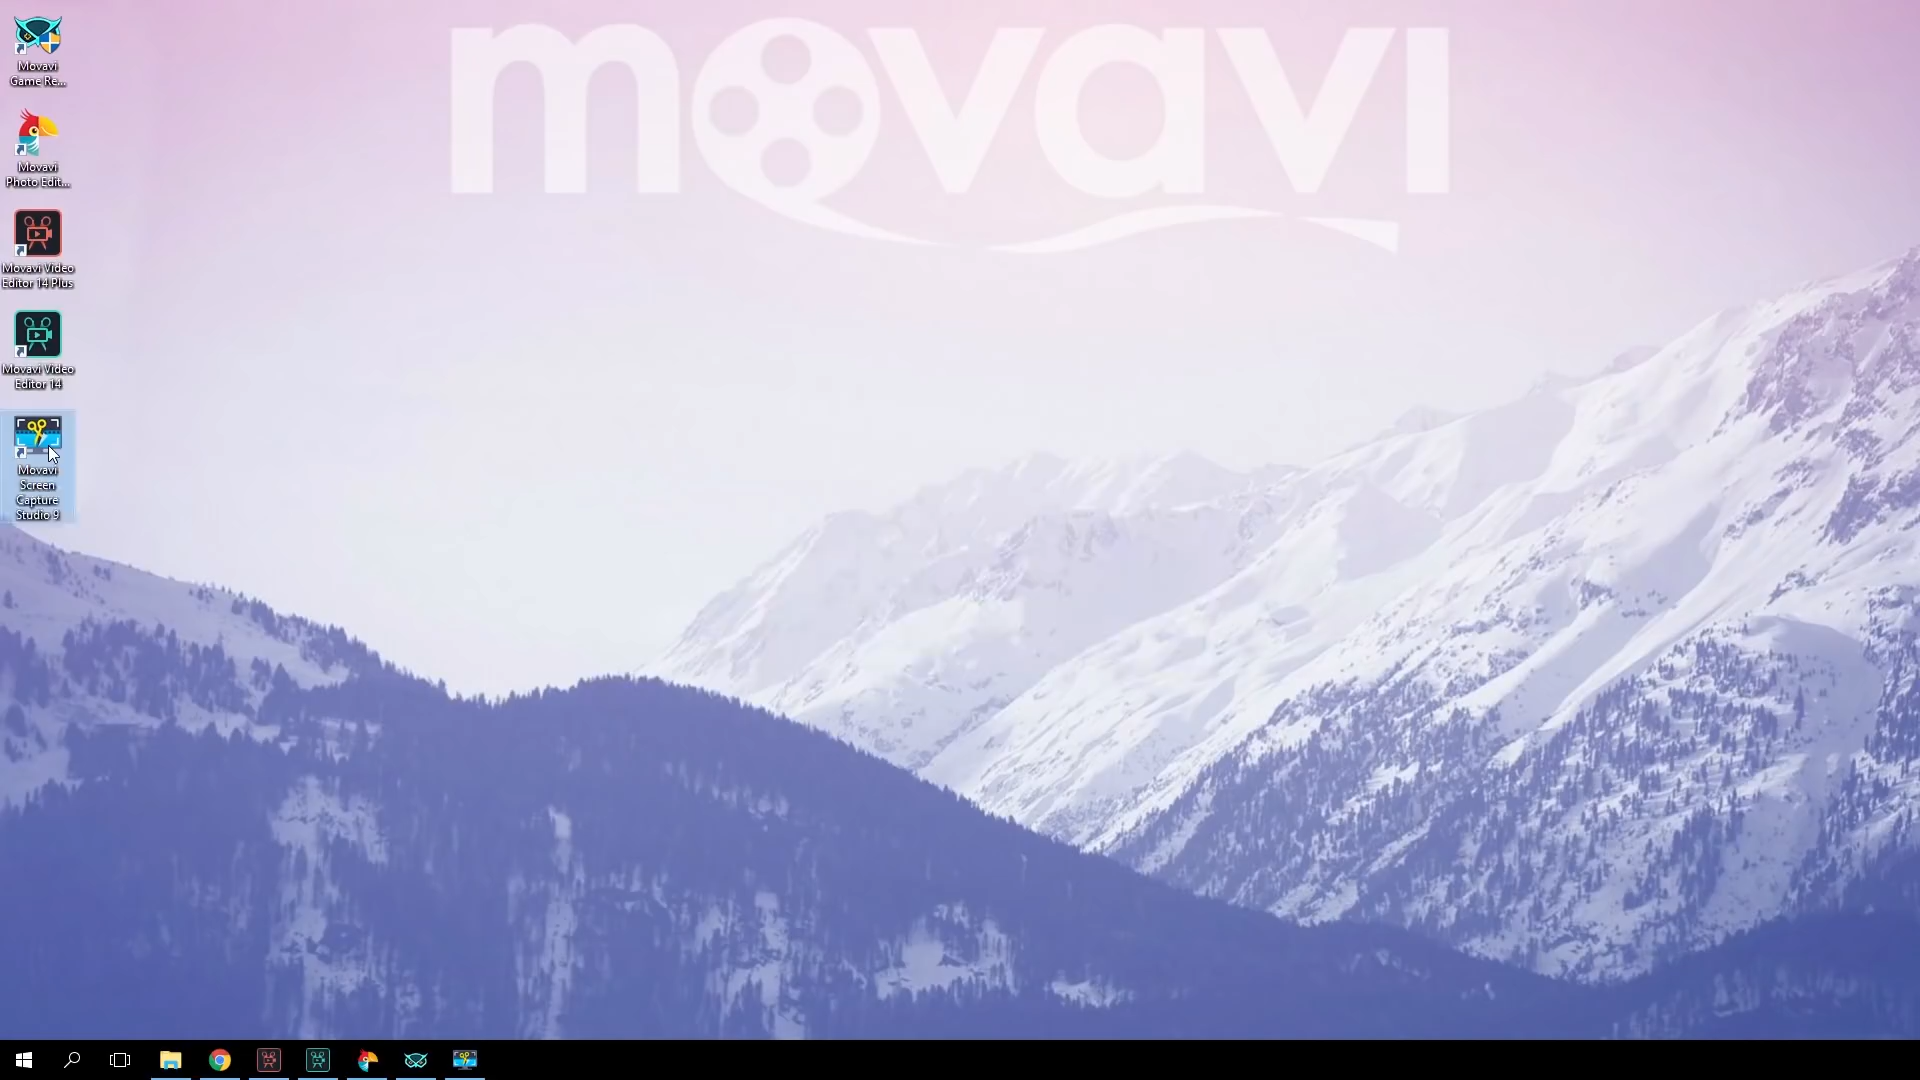 movavi
Movavi
Game Re...
Movavi
Photo Edit...
Movavi Video
Editor 14 Plus
Movavi Video
Editor 14
Movavi
Screen
Capture
Studio 9